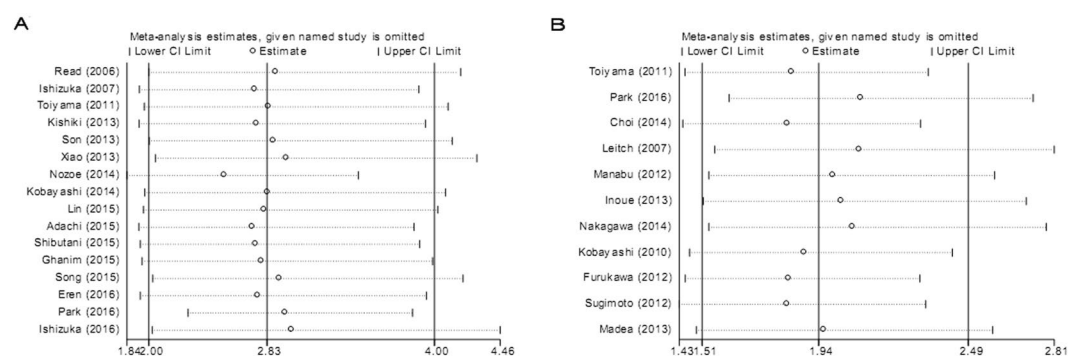 A
Meta-analysis estimates, given named study is omitted
Lower CI Limit Estimate Upper CI Limit
Read (2006)
Ishizuka (2007)
Toiyama (2011)
Kishiki (2013)
Son (2013)
Xiao (2013)
Nozoe (2014)
Kobayashi (2014)
Lin (2015)
Adachi (2015)
Shibutani (2015)
Ghanim (2015)
Song (2015)
Eren (2016)
Park (2016)
Ishizuka (2016)
1.84 2.00 2.83 4.00 4.46
B
Meta-analysis estimates, given named study is omitted
Lower CI Limit Estimate Upper CI Limit
Toiyama (2011)
Park (2016)
Choi (2014)
Leitch (2007)
Manabu (2012)
Inoue (2013)
Nakagawa (2014)
Kobayashi (2010)
Furukawa (2012)
Sugimoto (2012)
Madea (2013)
1.43 1.51 1.94 2.49 2.81